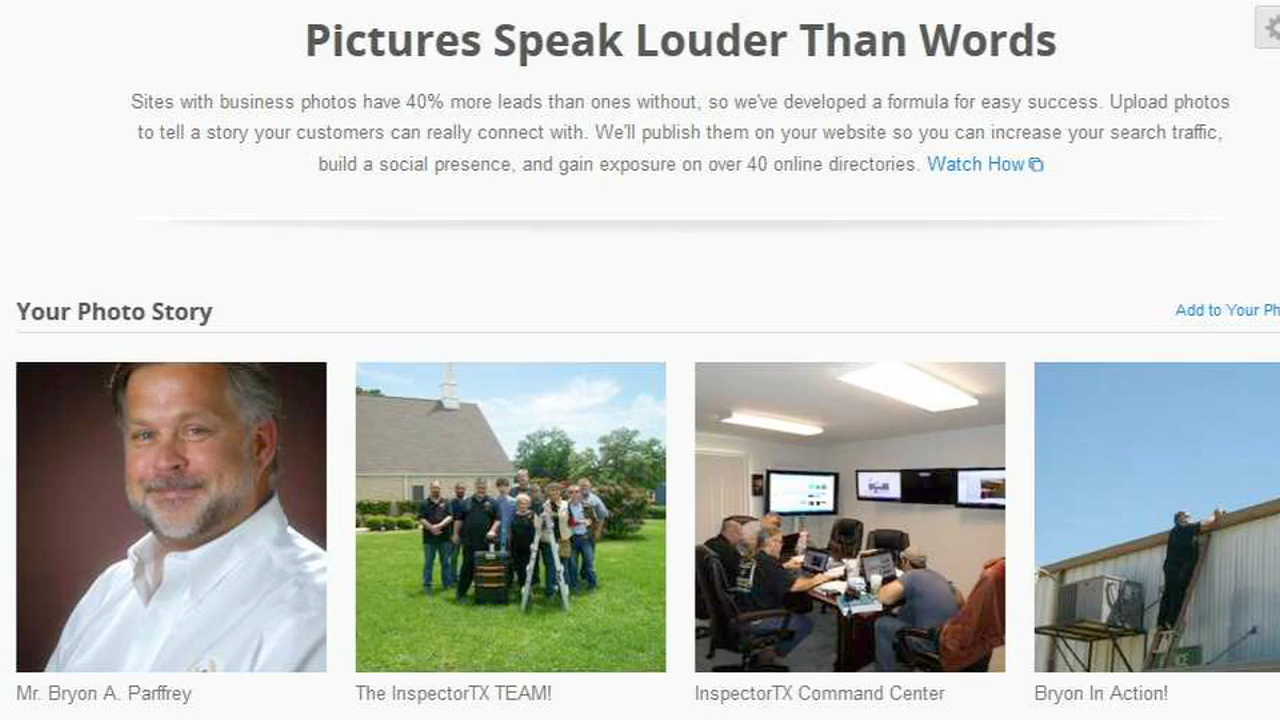 Pictures Speak Louder Than Words
Sites with business photos have 40% more leads than ones without, so we've developed a formula for easy success. Upload photos
to tell a story your customers can really connect with. We'll publish them on your website so you can increase your search traffic,
build a social presence, and gain exposure on over 40 online directories. Watch How
Your Photo Story
Add to Your Ph
Mr. Bryon A. Parffrey
The InspectorTX TEAM!
InspectorTX Command Center
Bryon In Action!